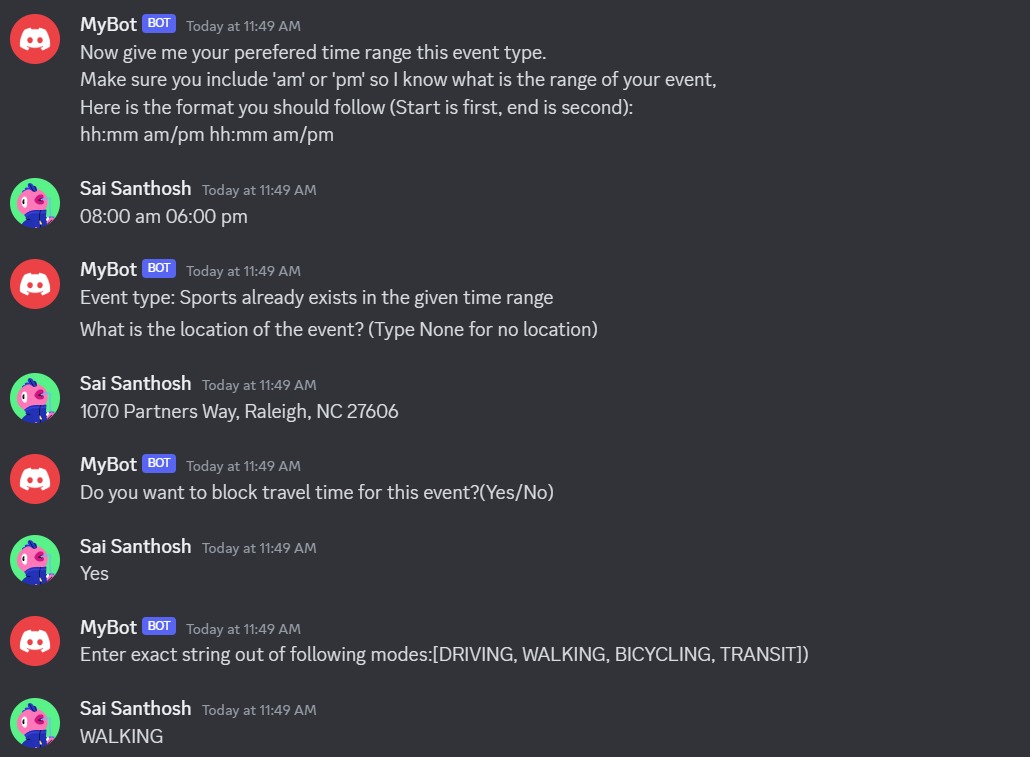 MyBot BOT Today at 11:49 AM
Now give me your perefered time range this event type.
Make sure you include 'am' or 'pm' so I know what is the range of your event,
Here is the format you should follow (Start is first, end is second):
hh:mm am/pm hh:mm am/pm
Sai Santhosh Today at 11:49 AM
08:00 am 06:00 pm
MyBot BOT Today at 11:49 AM
Event type: Sports already exists in the given time range
What is the location of the event? (Type None for no location)
Sai Santhosh Today at 11:49 AM
1070 Partners Way, Raleigh, NC 27606
MyBot BOT Today at 11:49 AM
Do you want to block travel time for this event?(Yes/No)
Sai Santhosh Today at 11:49 AM
Yes
MyBot BOT Today at 11:49 AM
Enter exact string out of following modes:[DRIVING, WALKING, BICYCLING, TRANSIT])
Sai Santhosh Today at 11:49 AM
WALKING